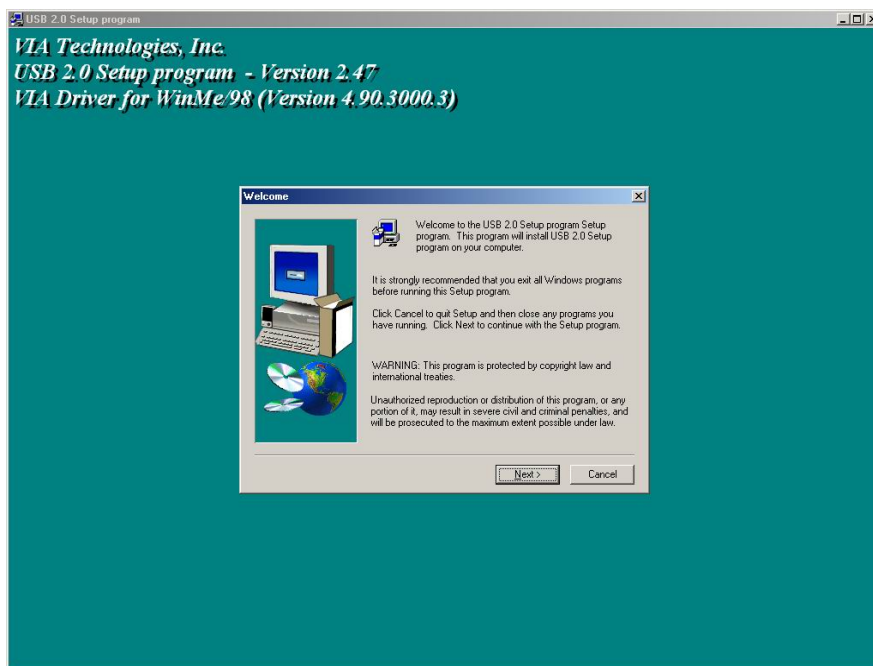 USB 2.0 Setup program
VIA Technologies, Inc.
USB 2.0 Setup program - Version 2.47
VIA Driver for WinMe/98 (Version 4.90.3000.3)
Welcome
Welcome to the USB 2.0 Setup program Setup
program. This program will install USB 2.0 Setup
program on your computer.
It is strongly recommended that you exit all Windows programs
before running this Setup program.
Click Cancel to quit Setup and then close any programs you
have running. Click Next to continue with the Setup program.
WARNING: This program is protected by copyright law and
international treaties.
Unauthorized reproduction or distribution of this program, or any
portion of it, may result in severe civil and criminal penalties, and
will be prosecuted to the maximum extent possible under law.
Next >
Cancel